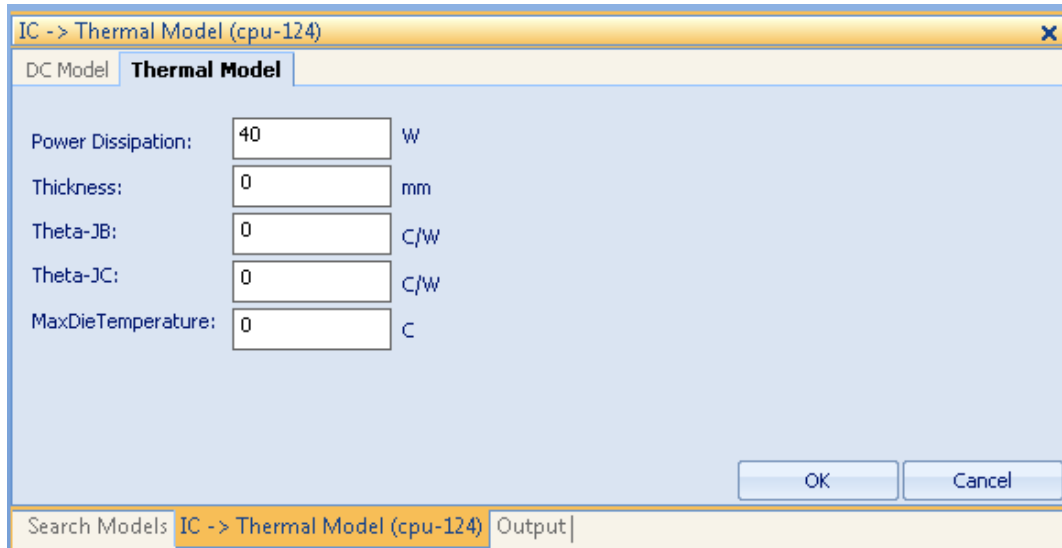 IC -> Thermal Model (cpu-124)
DC Model Thermal Model
Power Dissipation: 40 W
Thickness: 0 mm
Theta-JB: 0 C/W
Theta-JC: 0 C/W
MaxDieTemperature: 0 C
OK Cancel
Search Models IC -> Thermal Model (cpu-124) Output